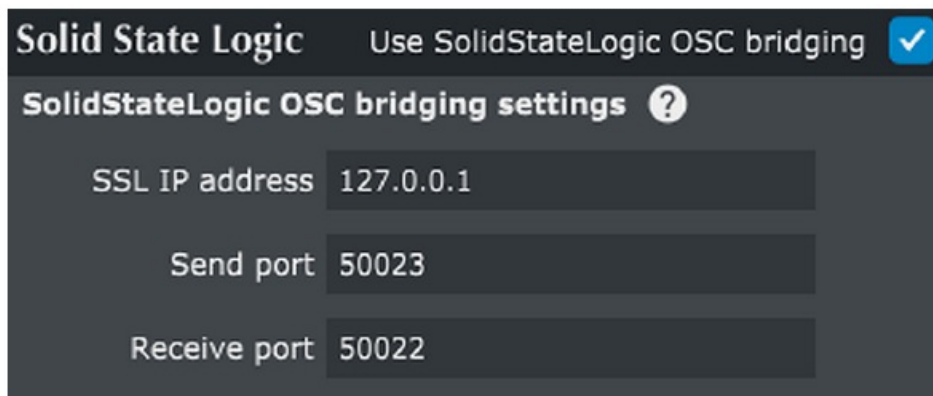 Solid State Logic Use SolidStateLogic OSC bridging
SolidStateLogic OSC bridging settings ?
SSL IP address 127.0.0.1
Send port 50023
Receive port 50022